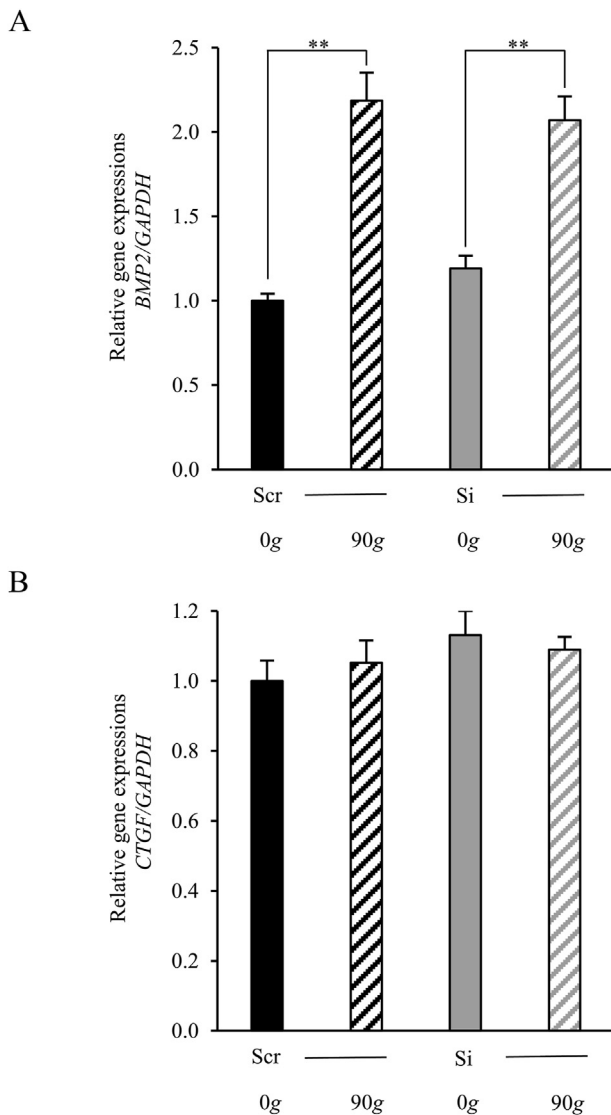 A
** **
2.5
2.0
1.5
1.0
0.5
0.0
Relative gene expressions
BMP2/GAPDH
Scr Si
0g 90g 0g 90g
B
1.2
1.0
0.8
0.6
0.4
0.2
0.0
Relative gene expressions
CTGF/GAPDH
Scr Si
0g 90g 0g 90g